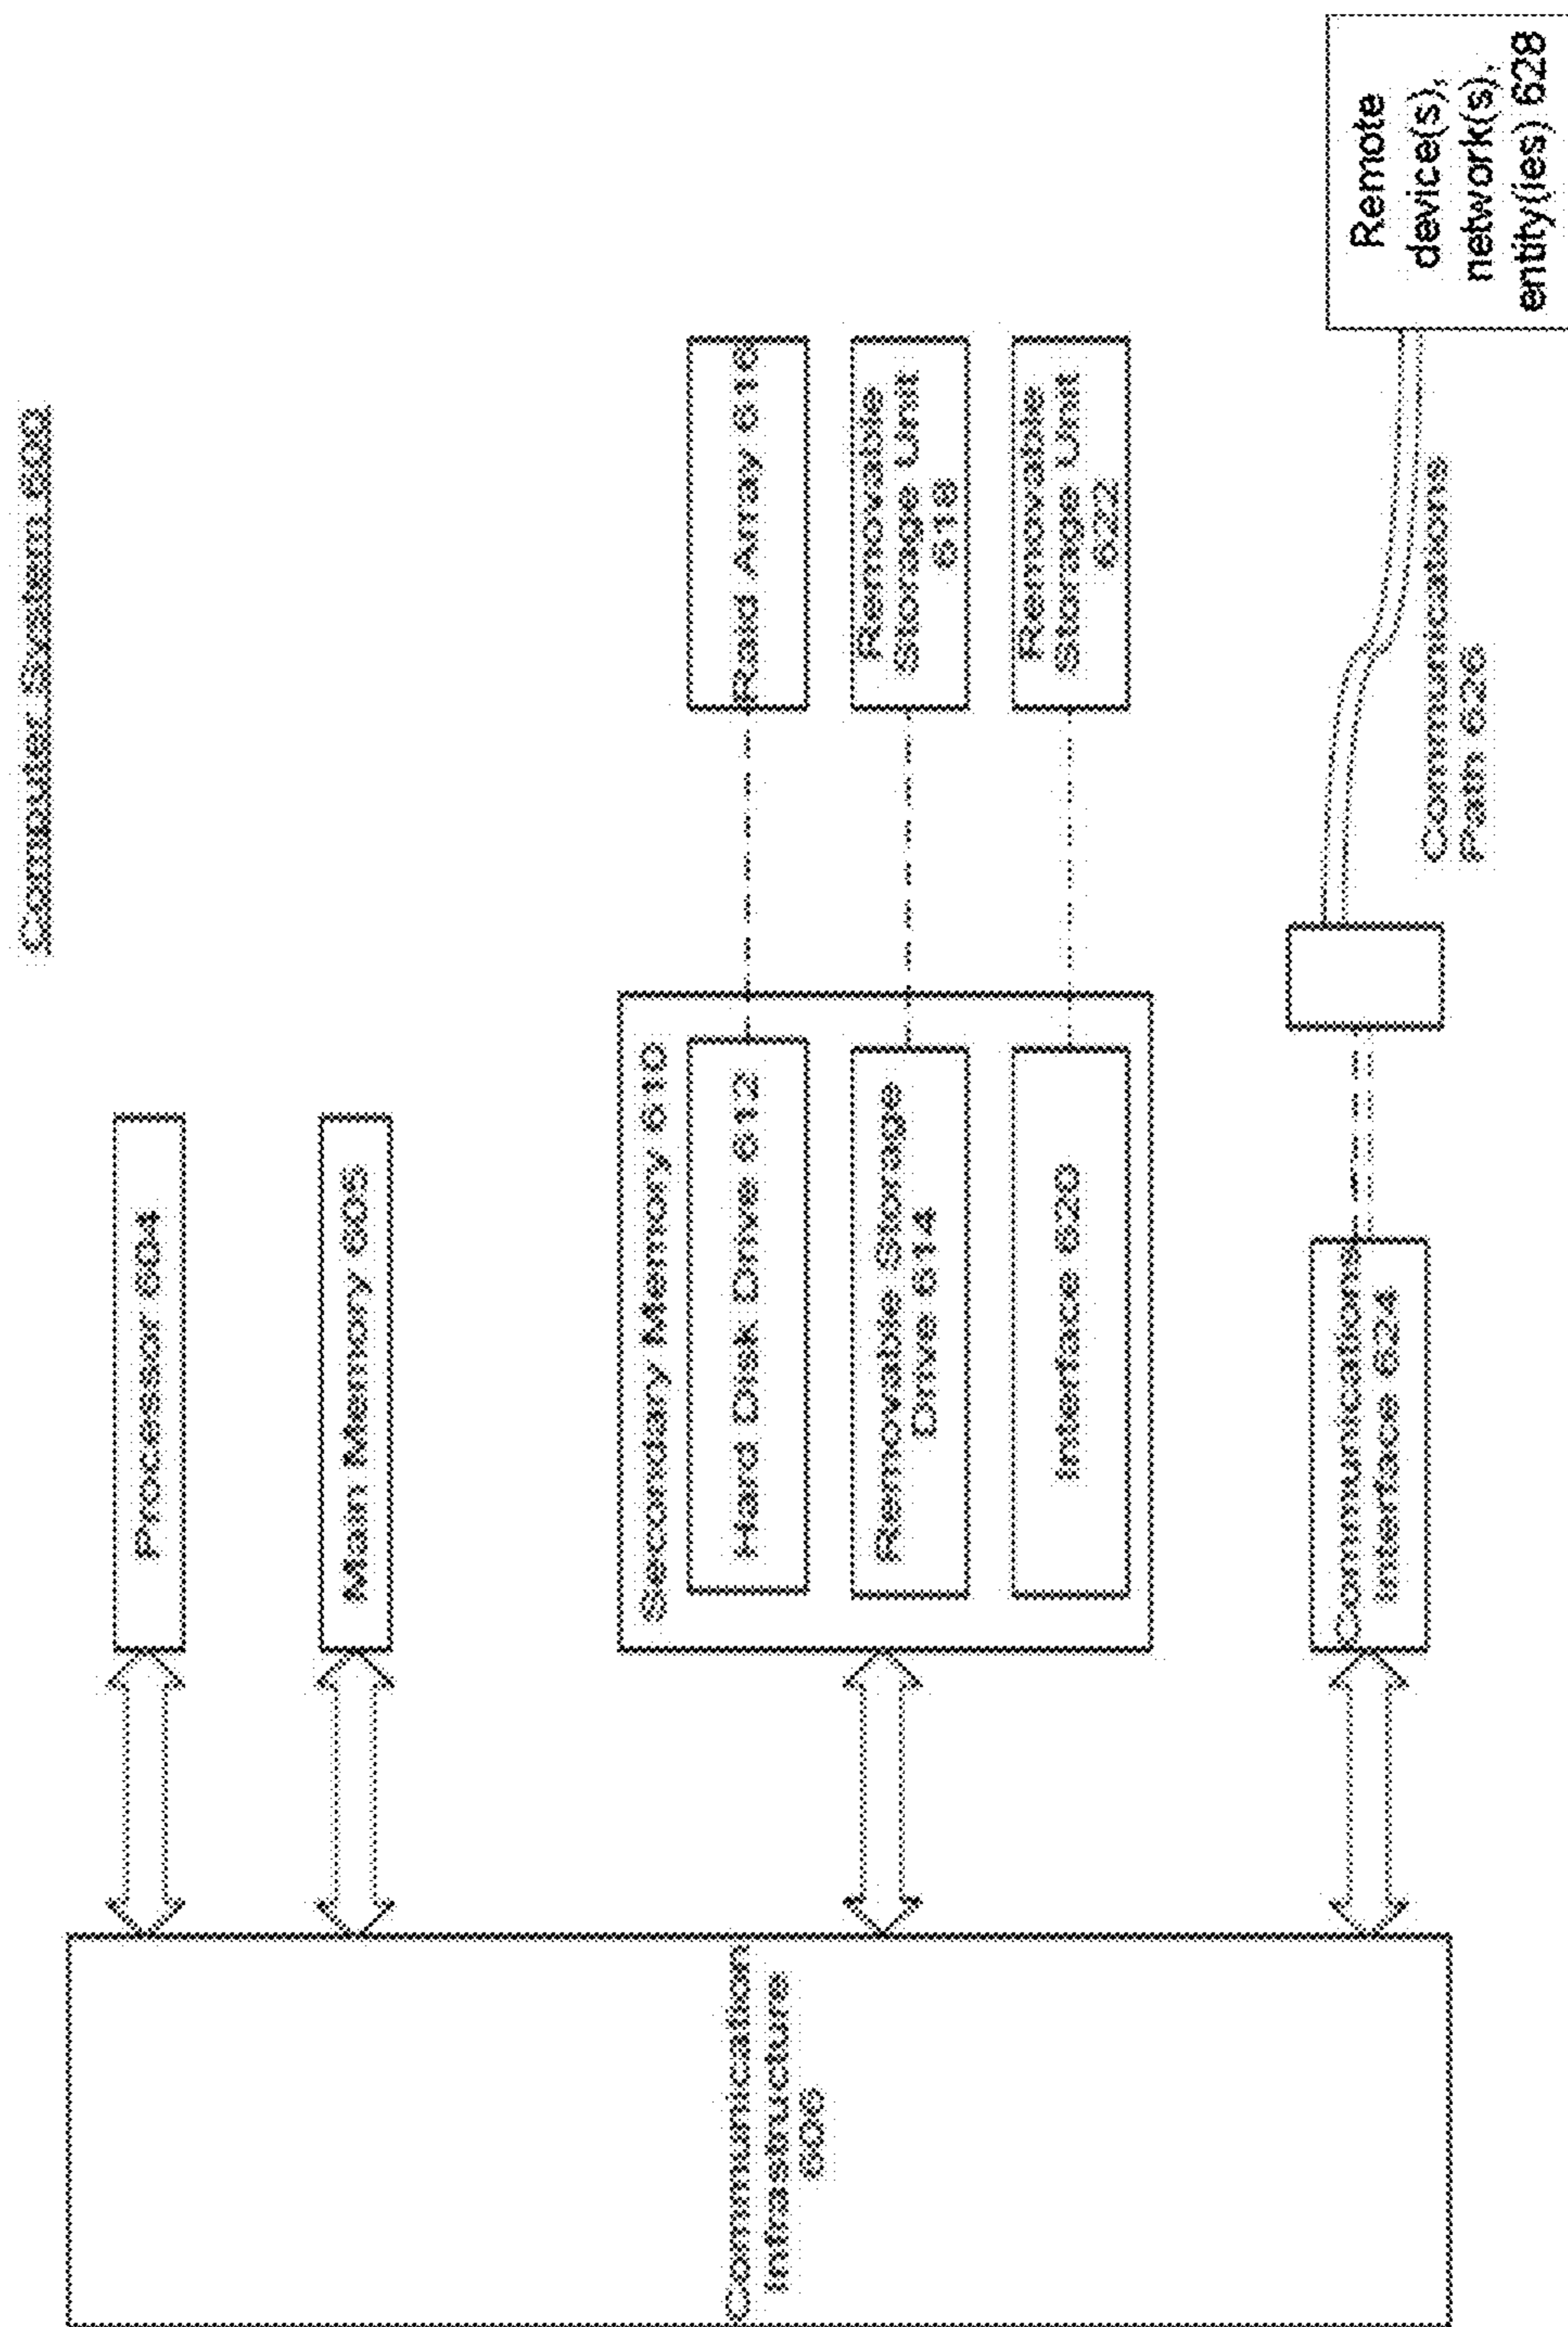 Computer System 600
Processor 604
Main Memory 605
Secondary Memory 610
Hard Disk Drive 612
Raid Array 616
Removable Storage
Drive 614
Removable
Storage Unit
618
Interface 620
Removable
Storage Unit
622
Communications
Interface 624
Communications
Path 626
Remote
device(s),
network(s),
entity(ies) 628
Communication
Infrastructure
606